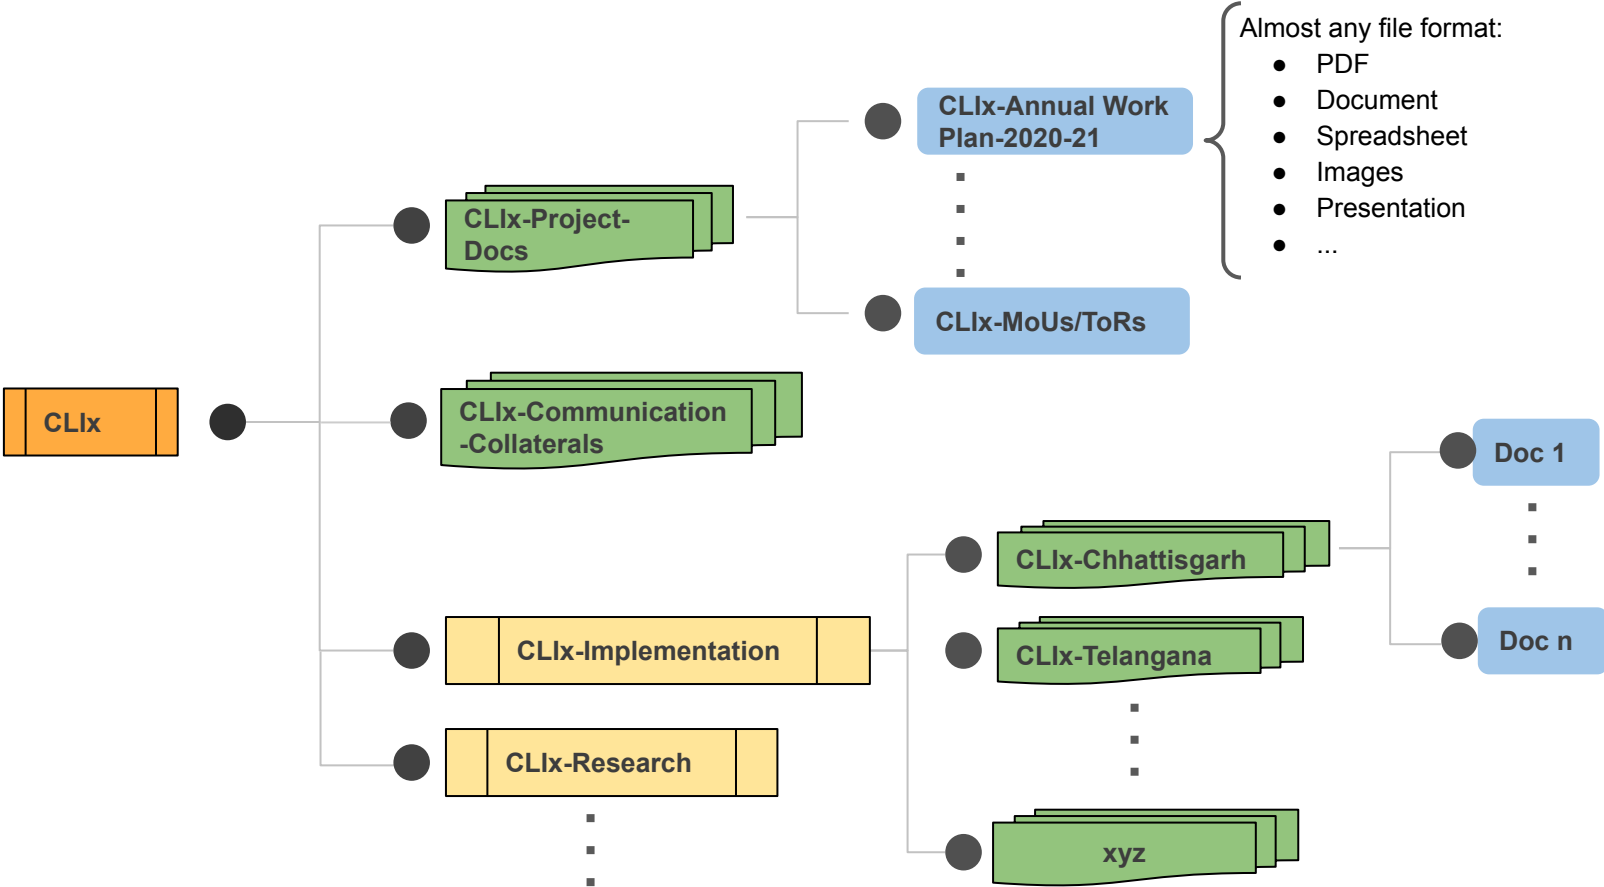 Almost any file format:
● PDF
● Document
● Spreadsheet
● Images
● Presentation
● ...
CLIx-Annual Work
Plan-2020-21
CLIx-Project-
Docs
CLIx-MoUs/ToRs
CLIx
CLIx-Communication
-Collaterals
Doc 1
CLIx-Chhattisgarh
CLIx-Implementation
CLIx-Telangana
Doc n
CLIx-Research
xyz